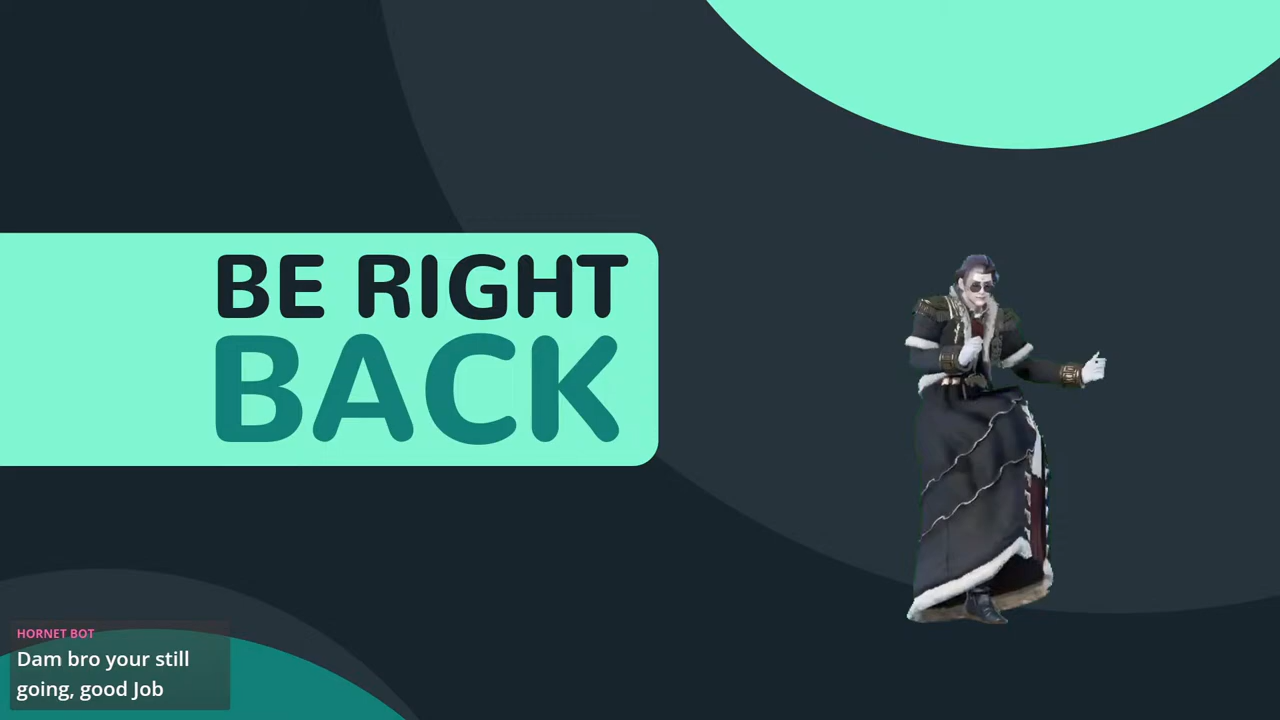 BE RIGHT
BACK
HORNET BOT
Dam bro your still
going, good Job